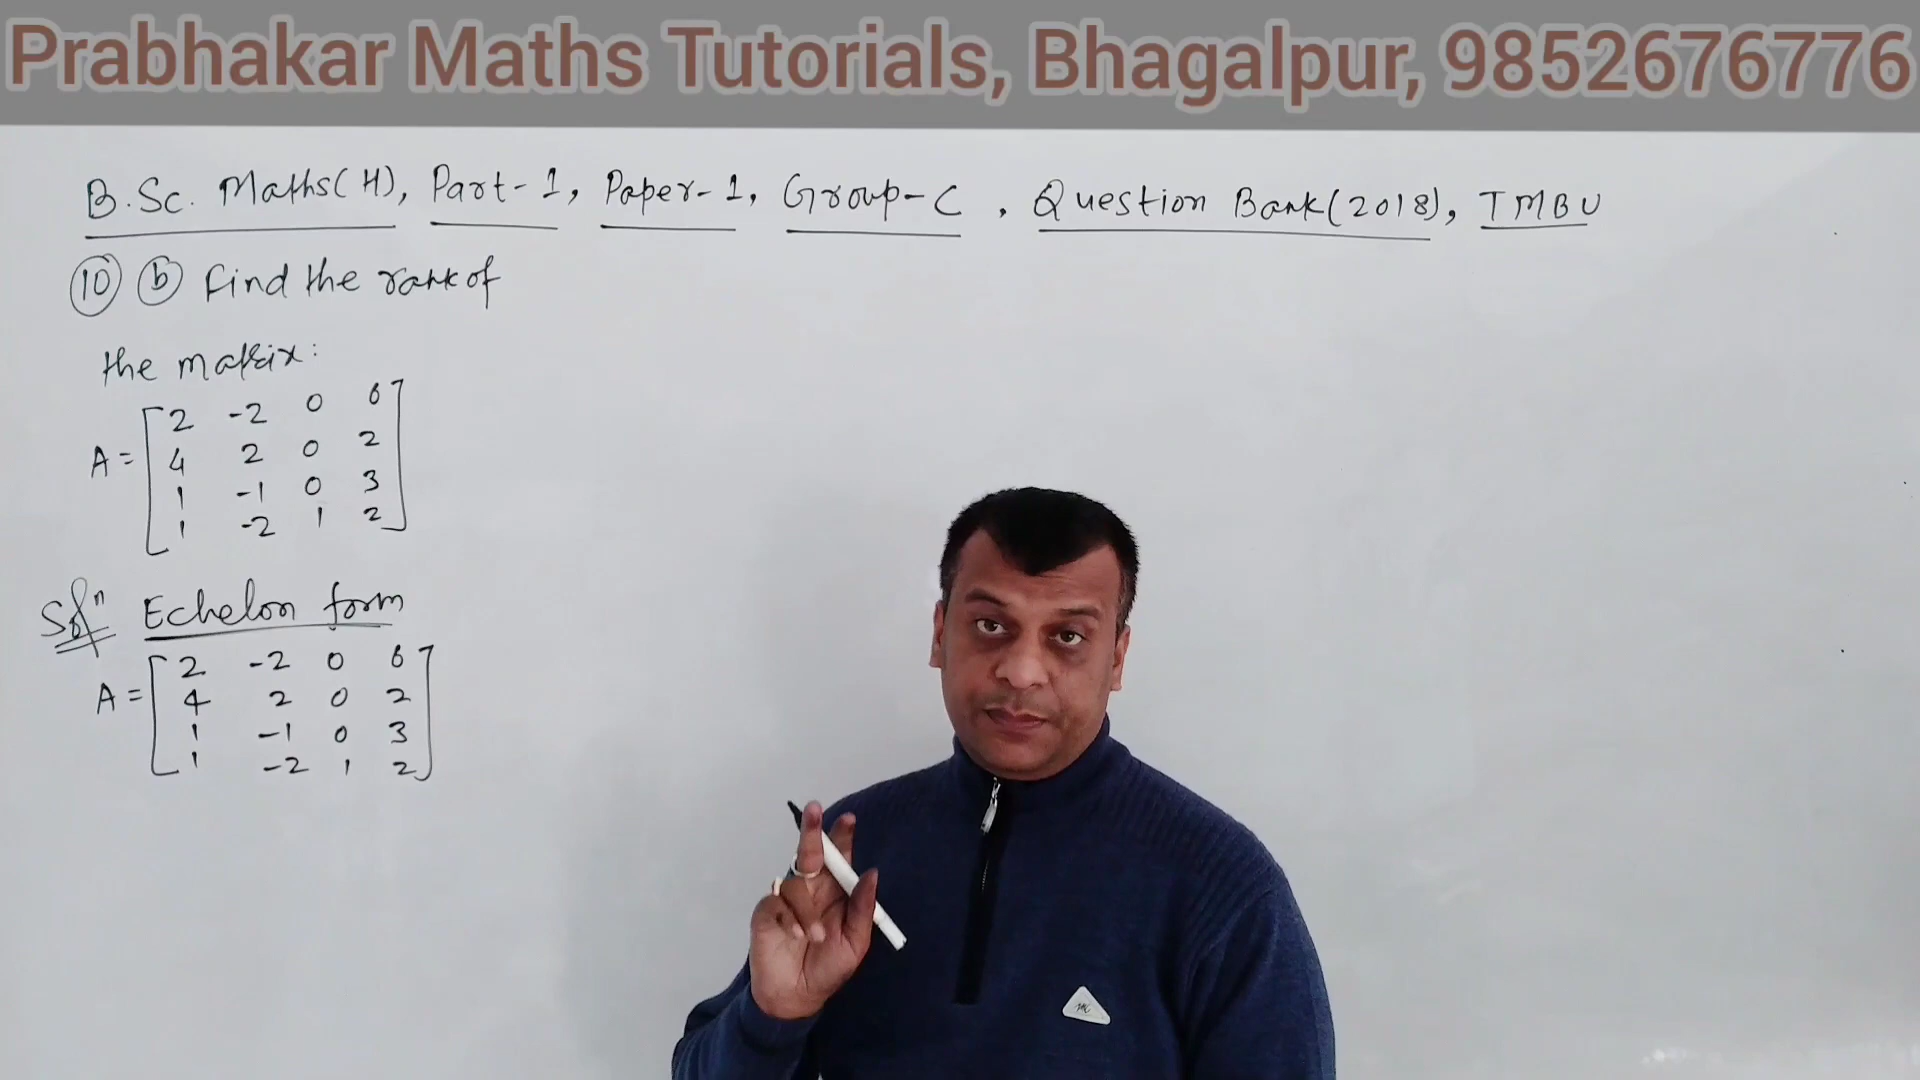 Prabhakar Maths Tutorials, Bhagalpur, 9852676776
B.Sc. Maths(H), Part-1, Paper-1, Group-C . Question Bank(2018), TMBU
10 b Find the rank of
the matrix:
A = [2 -2 0 6
4 2 0 2
1 -1 0 3
1 -2 1 2]
Solⁿ Echelon form
A = [2 -2 0 6
4 2 0 2
1 -1 0 3
1 -2 1 2]